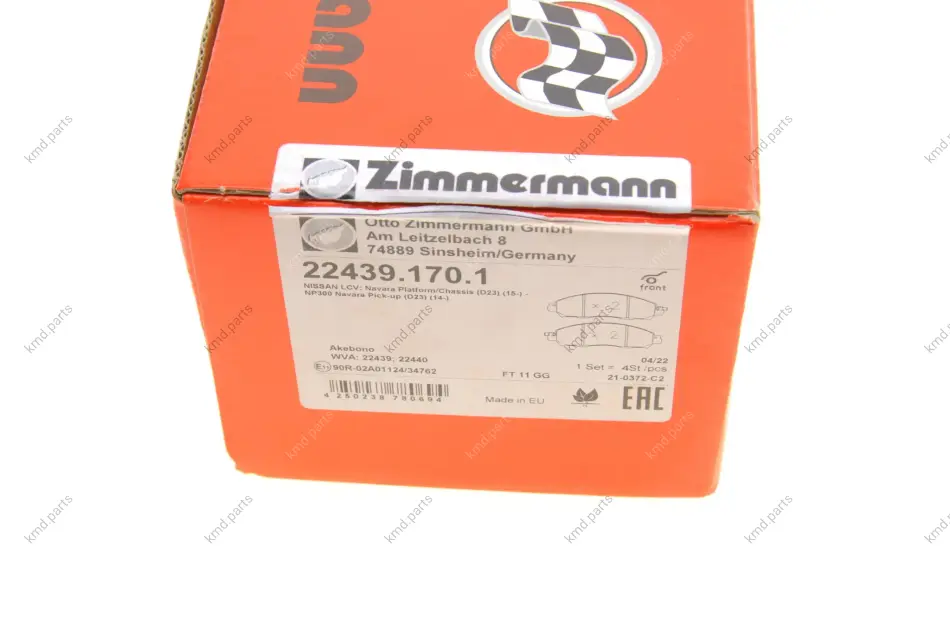 Zimmermann
Otto Zimmermann GmbH
Am Leitzelbach 8
74889 Sinsheim/Germany
22439.170.1
NISSAN LCV: Navara Platform/Chassis (D23) (15-) -
NP300 Navara Pick-up (D23) (14-)
front
x 2
x 2
Akebono
WVA: 22439; 22440
90R-02A01124/34762
FT 11 GG
04/22
1 Set = 4St./pcs
21-0372-C2
4 250238 780694
Made in EU
EAC
kmd.parts